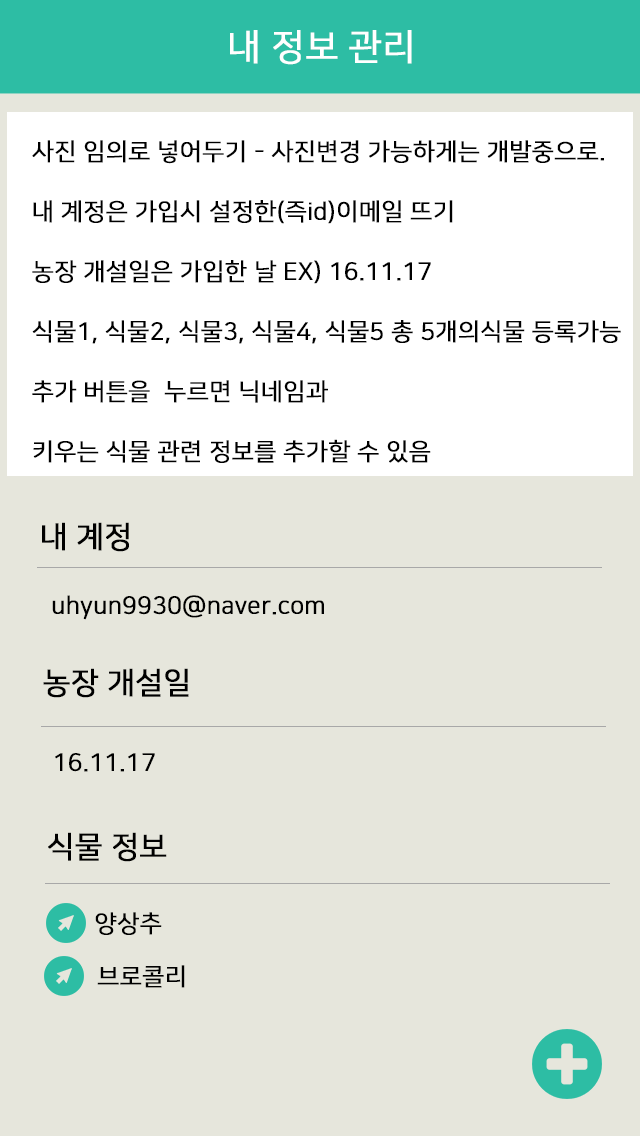 내 정보 관리
사진 임의로 넣어두기 - 사진변경 가능하게는 개발중으로.
내 계정은 가입시 설정한(즉id)이메일 뜨기
농장 개설일은 가입한 날 EX) 16.11.17
식물1, 식물2, 식물3, 식물4, 식물5 총 5개의식물 등록가능
추가 버튼을  누르면 닉네임과
키우는 식물 관련 정보를 추가할 수 있음
내 계정
uhyun9930@naver.com
농장 개설일
16.11.17
식물 정보
양상추
브로콜리